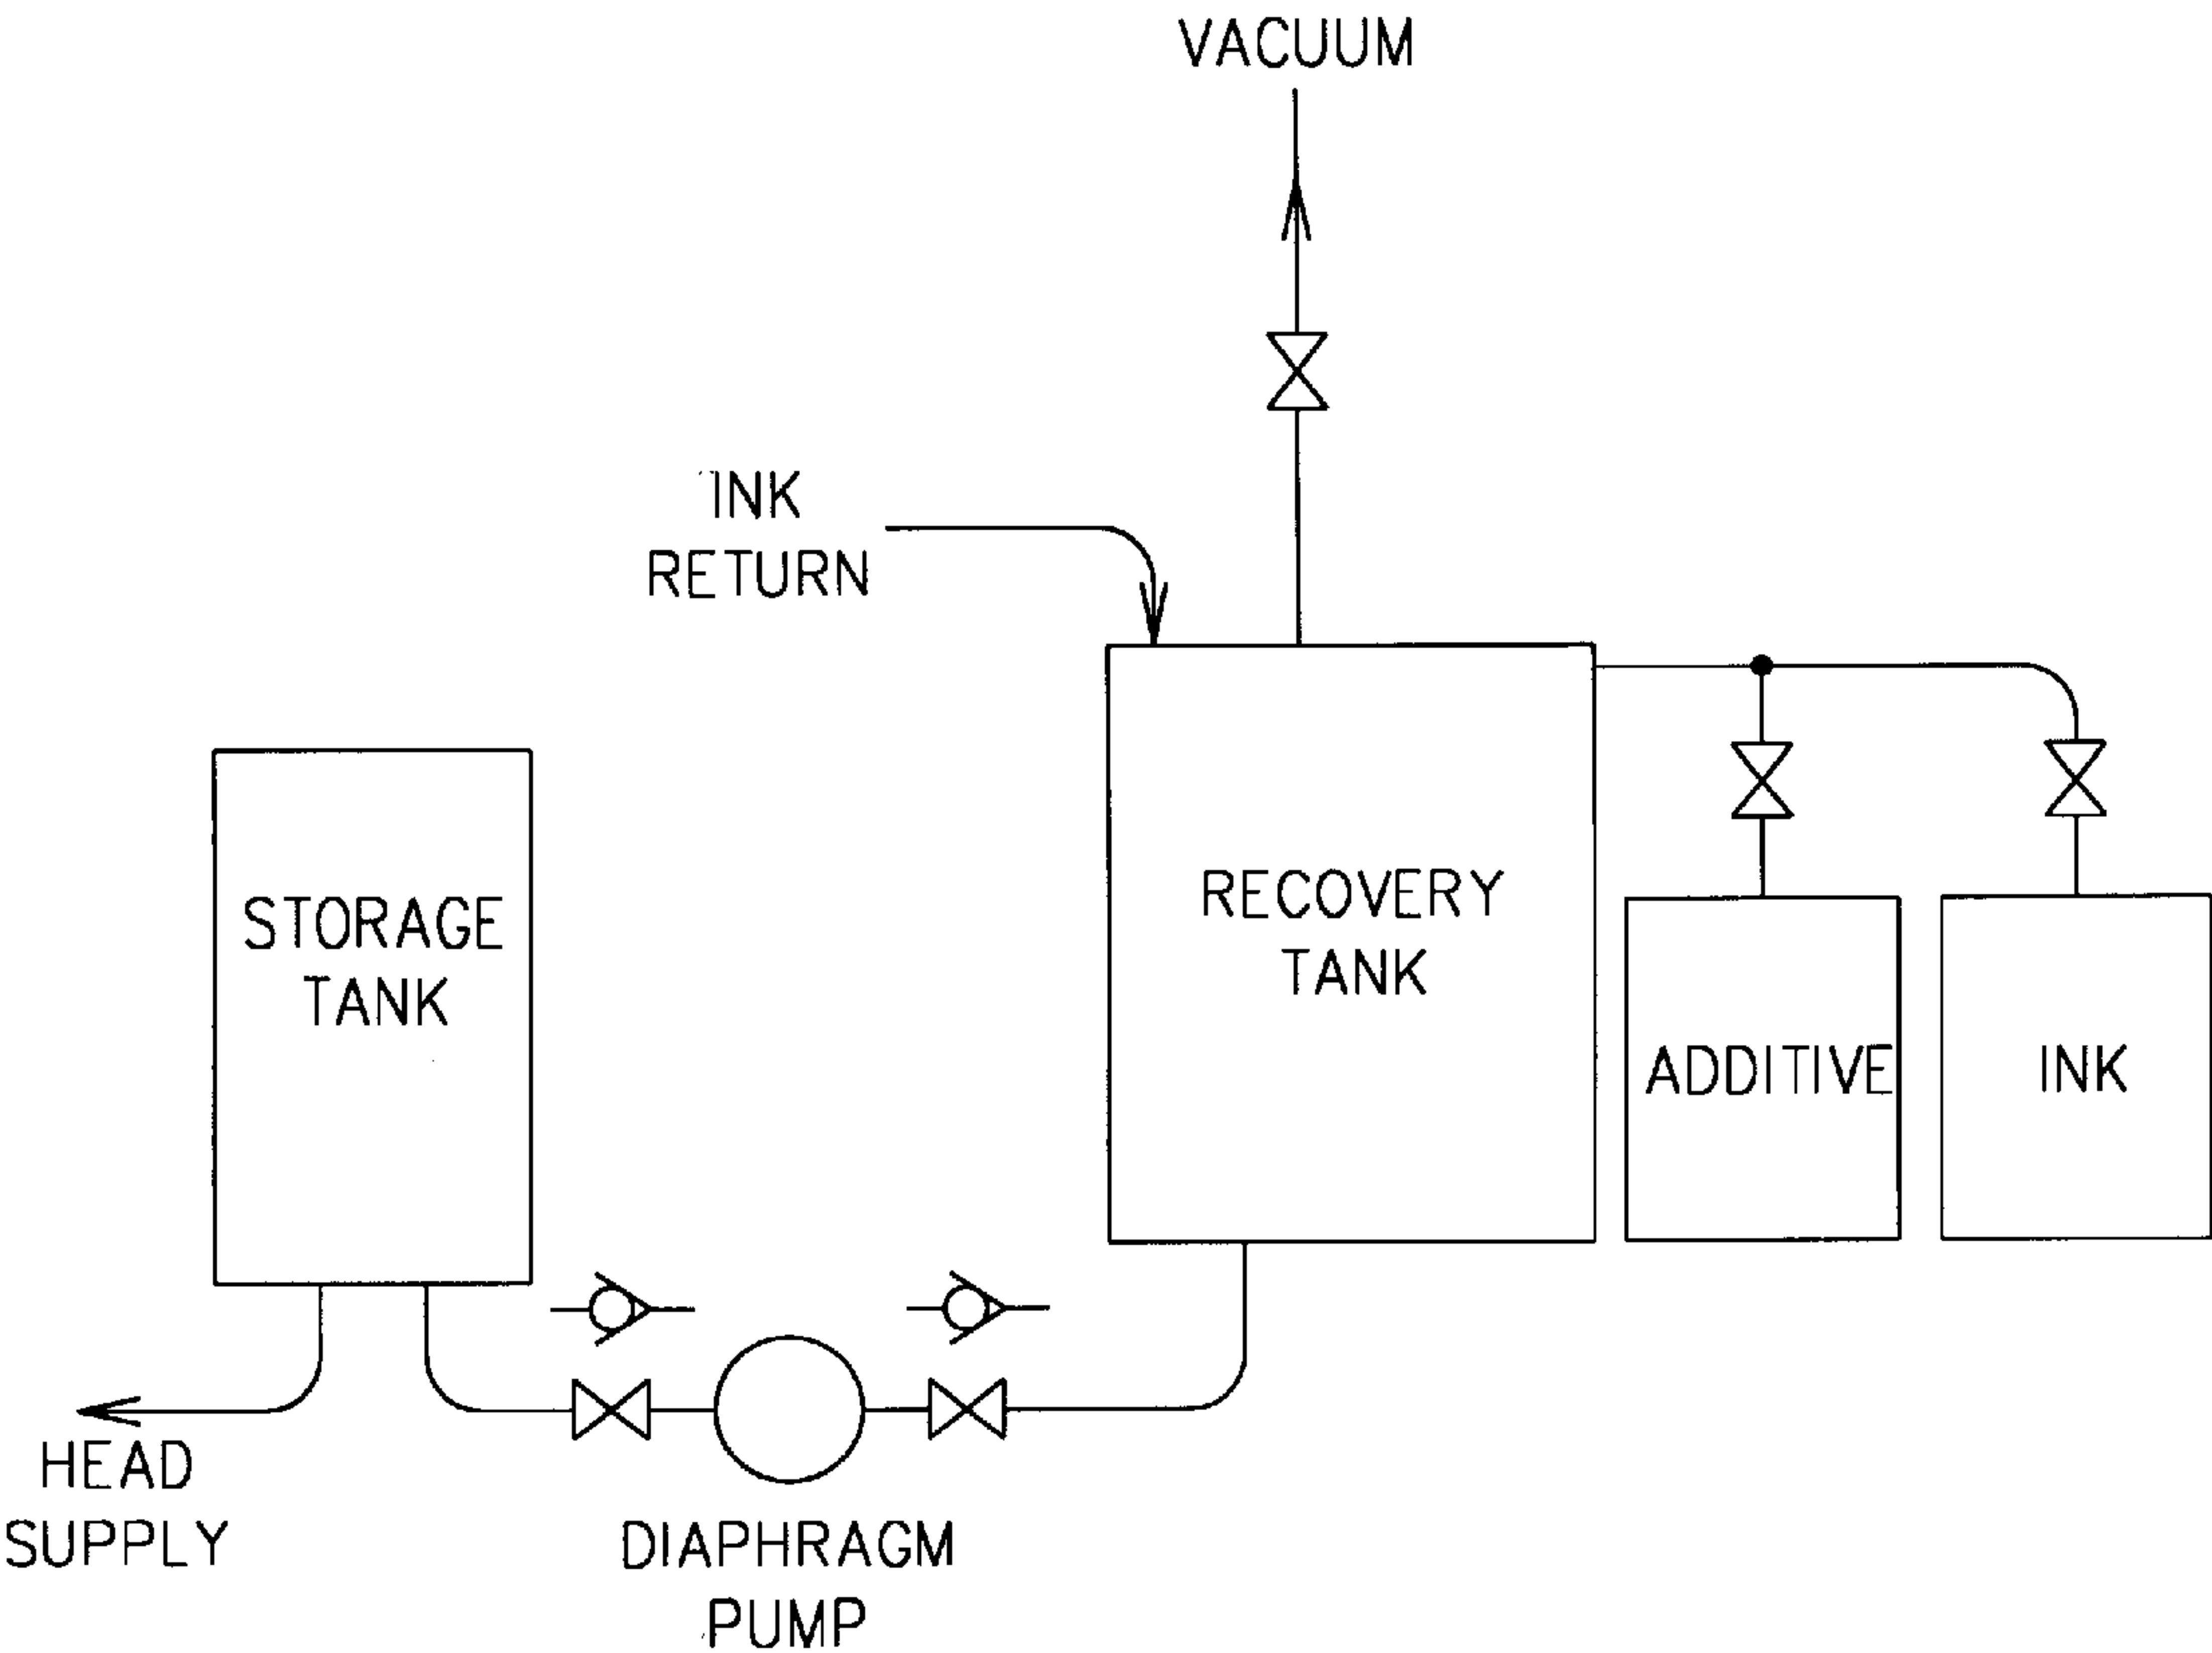 VACUUM
INK
RETURN
STORAGE
TANK
RECOVERY
TANK
ADDITIVE
INK
HEAD
SUPPLY
DIAPHRAGM
PUMP